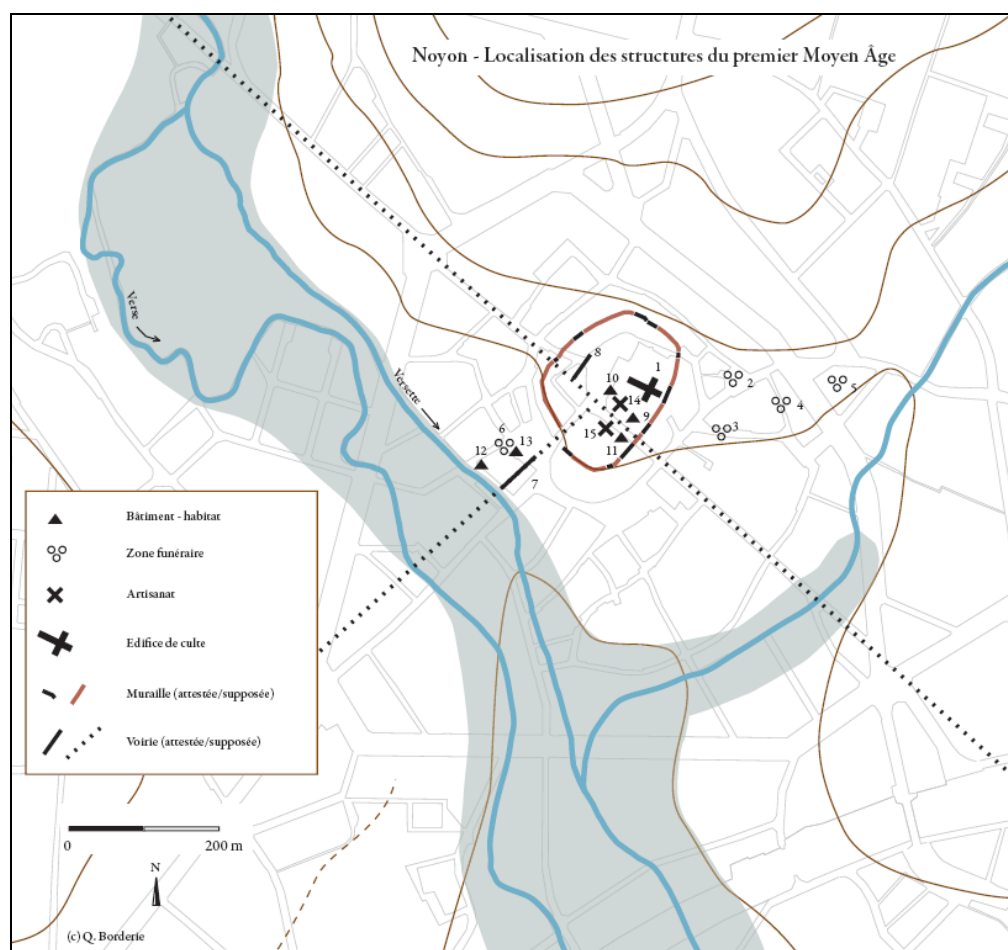 Noyon - Localisation des structures du premier Moyen Âge
Verse
Versette
8
1
10
14
9
15
11
2
5
4
3
6
13
12
7
Bâtiment - habitat
Zone funéraire
Artisanat
Edifice de culte
Muraille (attestée/supposée)
Voirie (attestée/supposée)
0 200 m
N
(c) Q. Borderie